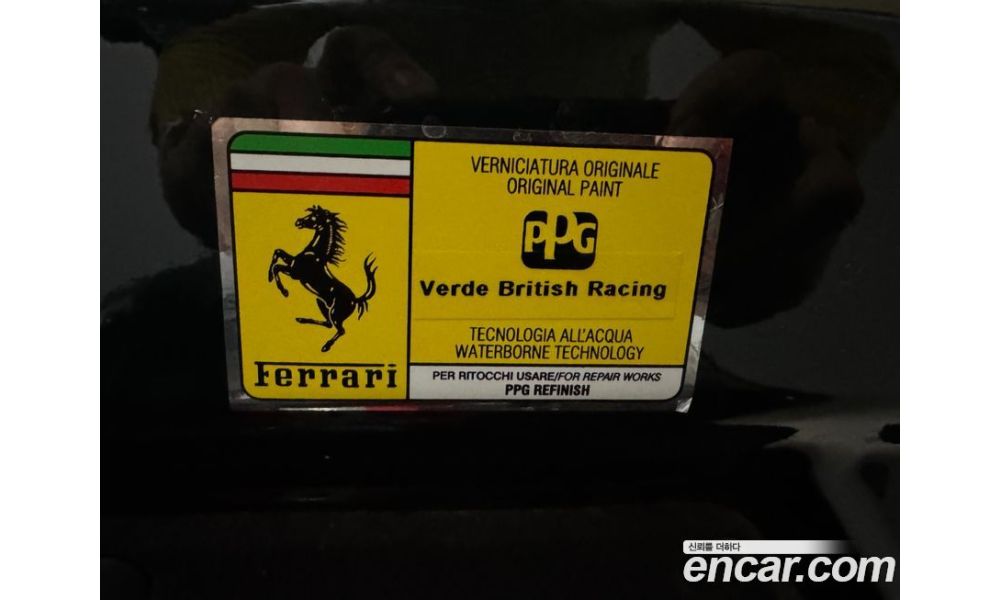 VERNICIATURA ORIGINALE
ORIGINAL PAINT
PPG
Verde British Racing
TECNOLOGIA ALL'ACQUA
WATERBORNE TECHNOLOGY
Ferrari
PER RITOCCHI USARE/FOR REPAIR WORKS
PPG REFINISH
신뢰를 더하다
encar.com